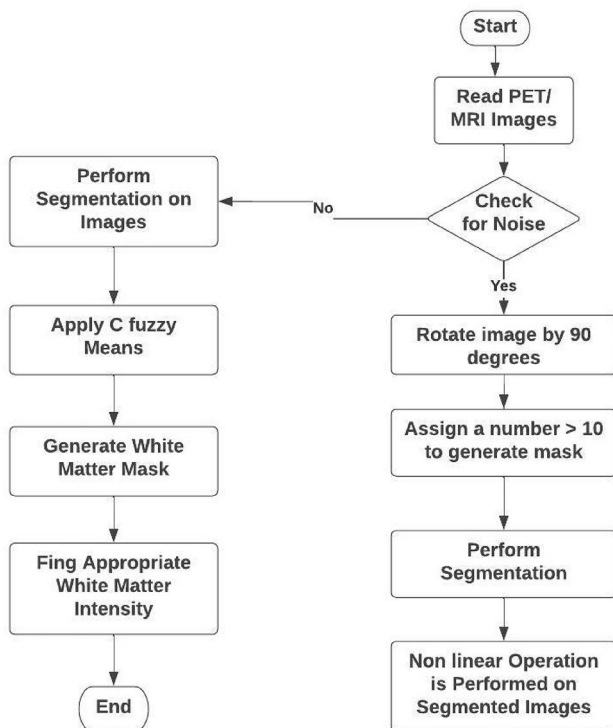 Start
Read PET/
MRI Images
Check
for Noise
No
Yes
Perform
Segmentation on
Images
Apply C fuzzy
Means
Generate White
Matter Mask
Fing Appropriate
White Matter
Intensity
End
Rotate image by 90
degrees
Assign a number > 10
to generate mask
Perform
Segmentation
Non linear Operation
is Performed on
Segmented Images